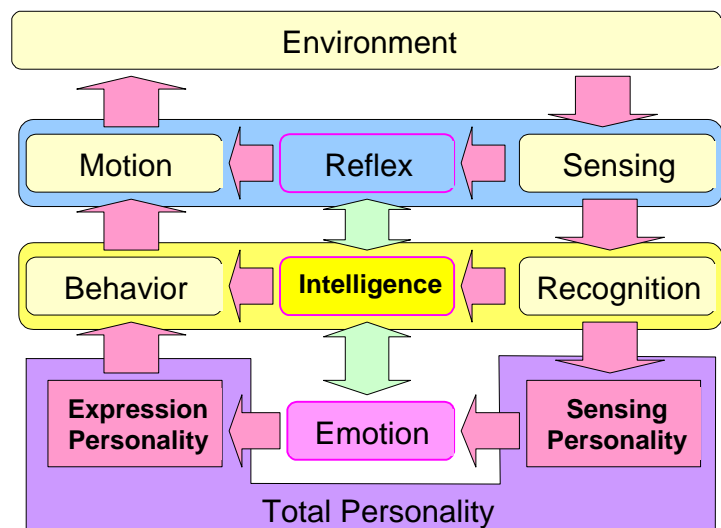 Environment
Motion
Reflex
Sensing
Behavior
Intelligence
Recognition
Expression
Personality
Emotion
Sensing
Personality
Total Personality